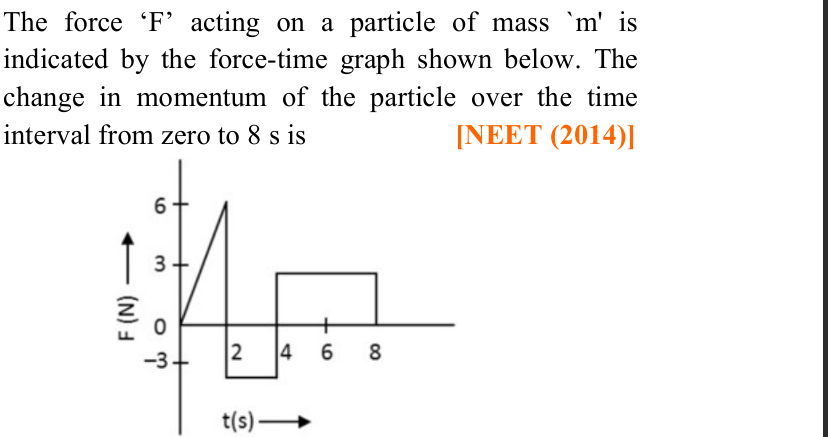 The force ‘F’ acting on a particle of mass `m' is
indicated by the force-time graph shown below. The
change in momentum of the particle over the time
interval from zero to 8 s is [NEET (2014)]
6
3
0
–3
F (N)
2 4 6 8
t(s)